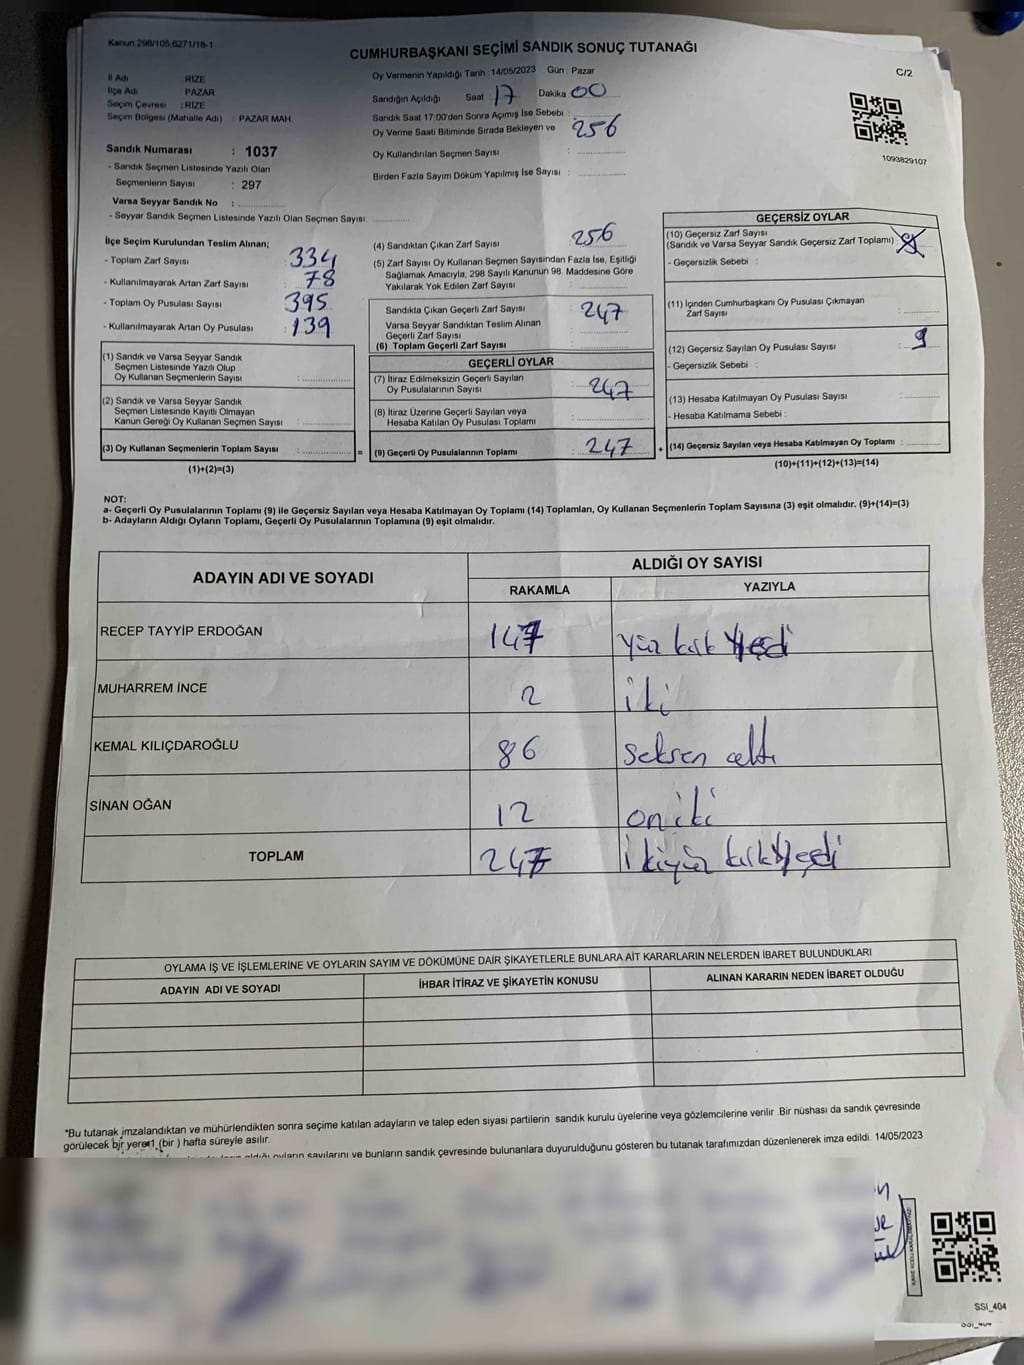 Kanun 298/105,6271/18-1
CUMHURBAŞKANI SEÇİMİ SANDIK SONUÇ TUTANAĞI
C/2
İl Adı : RİZE
İlçe Adı : PAZAR
Seçim Çevresi : RİZE
Seçim Bölgesi (Mahalle Adı) : PAZAR MAH.
Sandık Numarası : 1037
- Sandık Seçmen Listesinde Yazılı Olan
Seçmenlerin Sayısı : 297
Varsa Seyyar Sandık No :
- Seyyar Sandık Seçmen Listesinde Yazılı Olan Seçmen Sayısı:
Oy Vermenin Yapıldığı Tarih : 14/05/2023 Gün : Pazar
Sandığın Açıldığı Saat : 17 Dakika : 00
Sandık Saat 17:00'den Sonra Açımış İse Sebebi :
Oy Verme Saati Bitiminde Sırada Bekleyen ve 256
Oy Kullandırılan Seçmen Sayısı :
Birden Fazla Sayım Döküm Yapılmış İse Sayısı :
1093829107
İlçe Seçim Kurulundan Teslim Alınan;
- Toplam Zarf Sayısı : 334
- Kullanılmayarak Artan Zarf Sayısı : 78
- Toplam Oy Pusulası Sayısı : 395
- Kullanılmayarak Artan Oy Pusulası : 139
(1) Sandık ve Varsa Seyyar Sandık
Seçmen Listesinde Yazılı Olup
Oy Kullanan Seçmenlerin Sayısı :
(2) Sandık ve Varsa Seyyar Sandık
Seçmen Listesinde Kayıtlı Olmayan
Kanun Gereği Oy Kullanan Seçmen Sayısı :
(3) Oy Kullanan Seçmenlerin Toplam Sayısı : =
(1)+(2)=(3)
(4) Sandıktan Çıkan Zarf Sayısı : 256
(5) Zarf Sayısı Oy Kullanan Seçmen Sayısından Fazla İse, Eşitliği
Sağlamak Amacıyla; 298 Sayılı Kanunun 98. Maddesine Göre
Yakılarak Yok Edilen Zarf Sayısı :
Sandıkta Çıkan Geçerli Zarf Sayısı : 247
Varsa Seyyar Sandıktan Teslim Alınan
Geçerli Zarf Sayısı :
(6) Toplam Geçerli Zarf Sayısı :
GEÇERLİ OYLAR
(7) İtiraz Edilmeksizin Geçerli Sayılan
Oy Pusulalarının Sayısı : 247
(8) İtiraz Üzerine Geçerli Sayılan veya
Hesaba Katılan Oy Pusulası Toplamı :
(9) Geçerli Oy Pusulalarının Toplamı : 247 +
GEÇERSİZ OYLAR
(10) Geçersiz Zarf Sayısı
(Sandık ve Varsa Seyyar Sandık Geçersiz Zarf Toplamı) :
- Geçersizlik Sebebi :
(11) İçinden Cumhurbaşkanı Oy Pusulası Çıkmayan
Zarf Sayısı :
(12) Geçersiz Sayılan Oy Pusulası Sayısı : 9
- Geçersizlik Sebebi :
(13) Hesaba Katılmayan Oy Pusulası Sayısı :
- Hesaba Katılmama Sebebi :
(14) Geçersiz Sayılan veya Hesaba Katılmayan Oy Toplamı :
(10)+(11)+(12)+(13)=(14)
NOT:
a- Geçerli Oy Pusulalarının Toplamı (9) ile Geçersiz Sayılan veya Hesaba Katılmayan Oy Toplamı (14) Toplamları, Oy Kullanan Seçmenlerin Toplam Sayısına (3) eşit olmalıdır. (9)+(14)=(3)
b- Adayların Aldığı Oyların Toplamı, Geçerli Oy Pusulalarının Toplamına (9) eşit olmalıdır.
ADAYIN ADI VE SOYADI
ALDIĞI OY SAYISI
RAKAMLA YAZIYLA
RECEP TAYYİP ERDOĞAN 147 yüz kırk yedi
MUHARREM İNCE 2 iki
KEMAL KILIÇDAROĞLU 86 seksen altı
SİNAN OĞAN 12 on iki
TOPLAM 247 ikiyüz kırk yedi
OYLAMA İŞ VE İŞLEMLERİNE VE OYLARIN SAYIM VE DÖKÜMÜNE DAİR ŞİKAYETLERLE BUNLARA AİT KARARLARIN NELERDEN İBARET BULUNDUKLARI
ADAYIN ADI VE SOYADI İHBAR İTİRAZ VE ŞİKAYETİN KONUSU ALINAN KARARIN NEDEN İBARET OLDUĞU
*Bu tutanak imzalandıktan ve mühürlendikten sonra seçime katılan adayların ve talep eden siyasi partilerin sandık kurulu üyelerine veya gözlemcilerine verilir .Bir nüshası da sandık çevresinde
görülecek bir yere 1 (bir ) hafta süreyle asılır.
oyların sayılarını ve bunların sandık çevresinde bulunanlara duyurulduğunu gösteren bu tutanak tarafımızdan düzenlenerek imza edildi. 14/05/2023
SSI_404